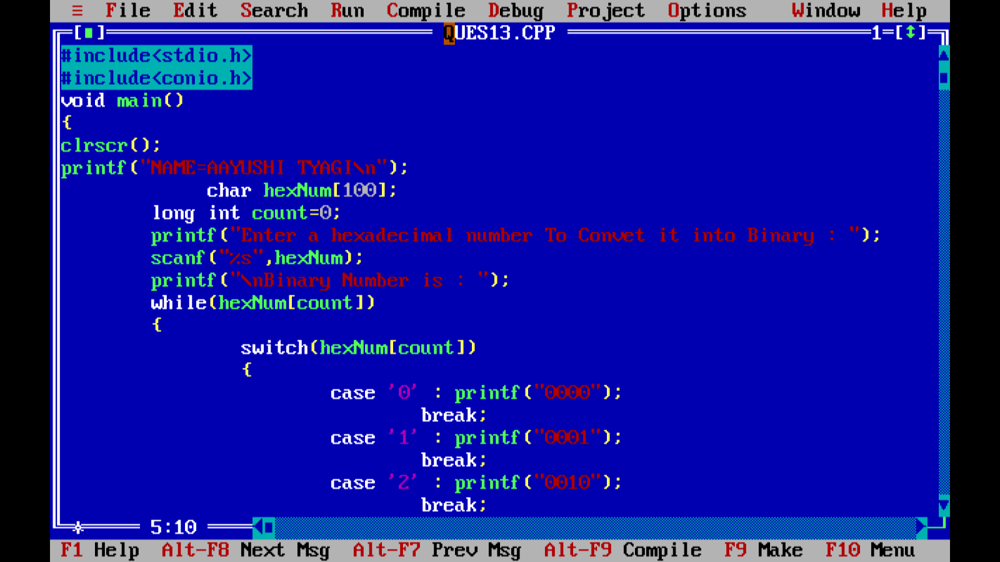 ≡ File Edit Search Run Compile Debug Project Options Window Help
[■] QUES13.CPP 1=[↕]
#include<stdio.h>
#include<conio.h>
void main()
{
clrscr();
printf("NAME=AAYUSHI TYAGI\n");
char hexNum[100];
long int count=0;
printf("Enter a hexadecimal number To Convet it into Binary : ");
scanf("%s",hexNum);
printf("\nBinary Number is : ");
while(hexNum[count])
{
switch(hexNum[count])
{
case '0' : printf("0000");
break;
case '1' : printf("0001");
break;
case '2' : printf("0010");
break;
5:10
F1 Help Alt-F8 Next Msg Alt-F7 Prev Msg Alt-F9 Compile F9 Make F10 Menu